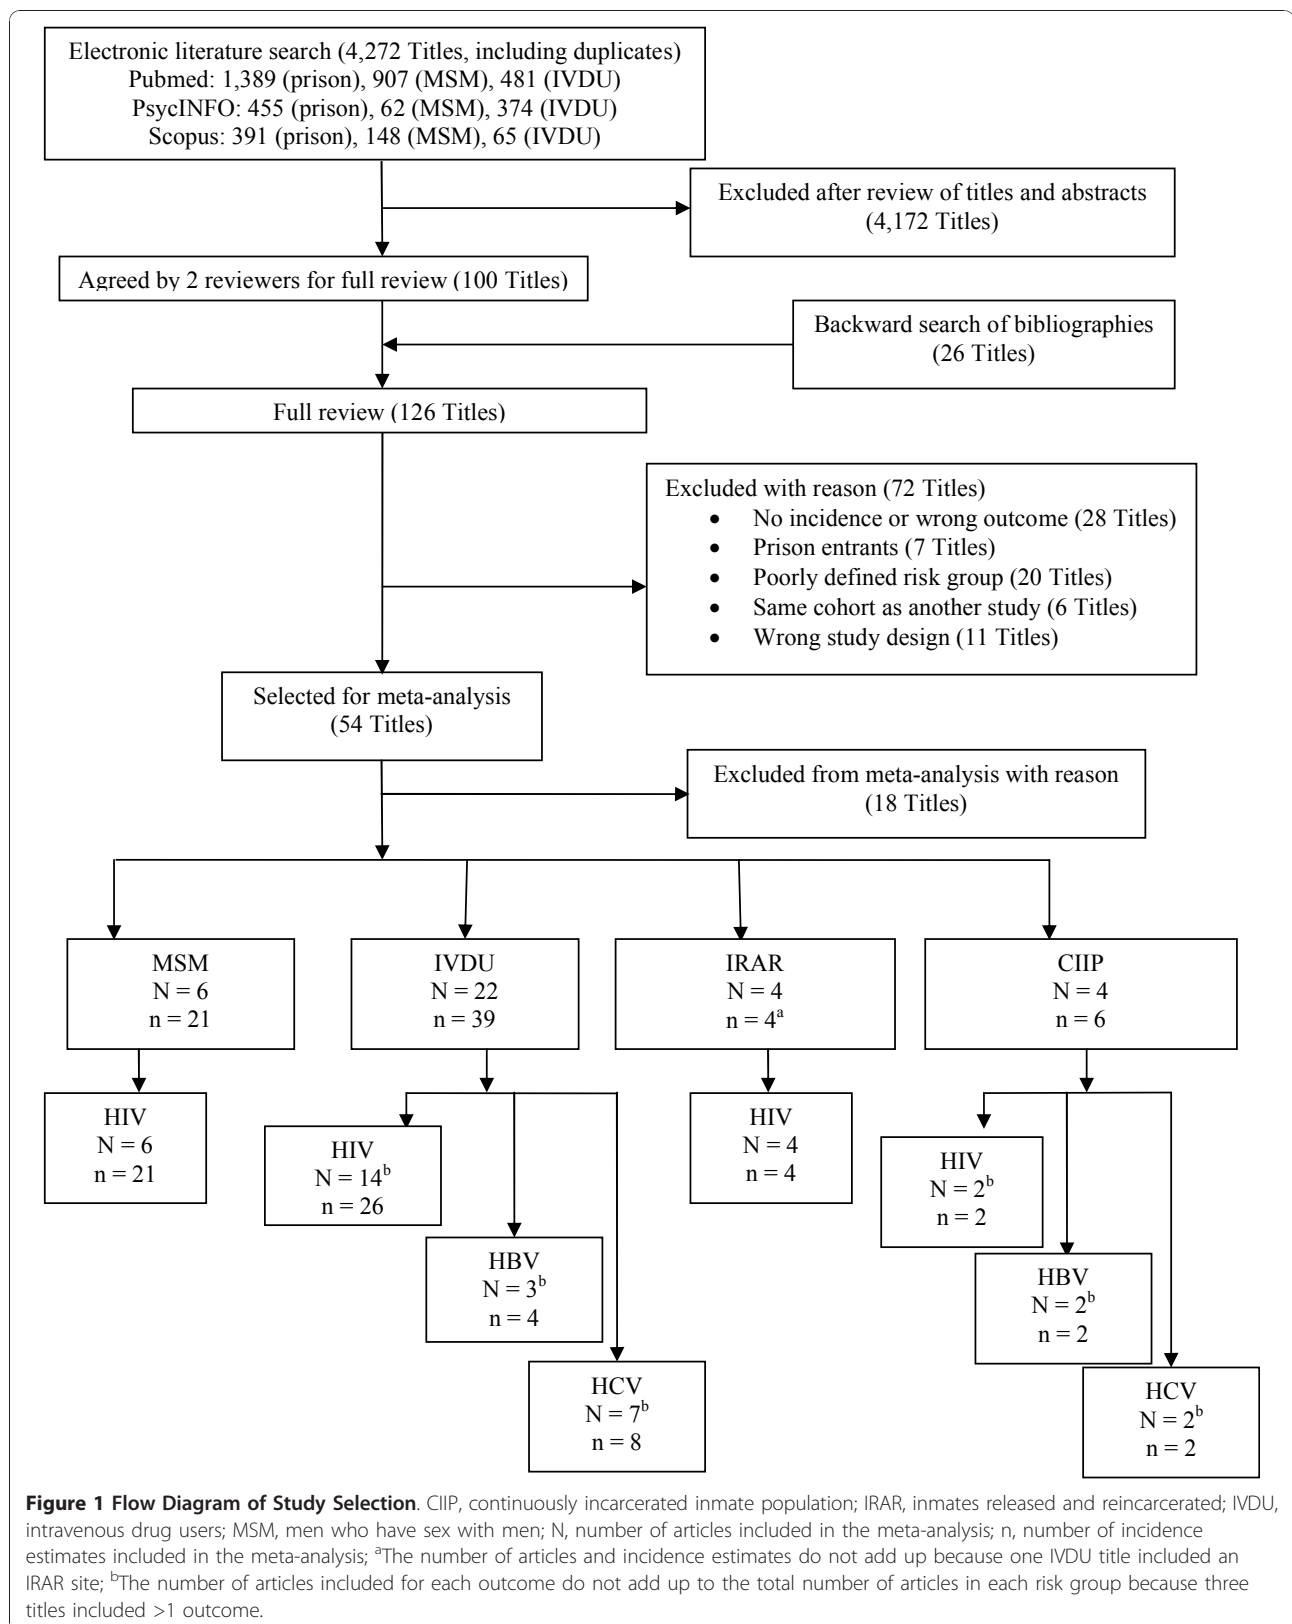 Electronic literature search (4,272 Titles, including duplicates)
Pubmed: 1,389 (prison), 907 (MSM), 481 (IVDU)
PsycINFO: 455 (prison), 62 (MSM), 374 (IVDU)
Scopus: 391 (prison), 148 (MSM), 65 (IVDU)
Excluded after review of titles and abstracts
(4,172 Titles)
Agreed by 2 reviewers for full review (100 Titles)
Backward search of bibliographies
(26 Titles)
Full review (126 Titles)
Excluded with reason (72 Titles)
• No incidence or wrong outcome (28 Titles)
• Prison entrants (7 Titles)
• Poorly defined risk group (20 Titles)
• Same cohort as another study (6 Titles)
• Wrong study design (11 Titles)
Selected for meta-analysis
(54 Titles)
Excluded from meta-analysis with reason
(18 Titles)
MSM
N = 6
n = 21
IVDU
N = 22
n = 39
IRAR
N = 4
n = 4a
CIIP
N = 4
n = 6
HIV
N = 6
n = 21
HIV
N = 14b
n = 26
HBV
N = 3b
n = 4
HCV
N = 7b
n = 8
HIV
N = 4
n = 4
HIV
N = 2b
n = 2
HBV
N = 2b
n = 2
HCV
N = 2b
n = 2
Figure 1 Flow Diagram of Study Selection. CIIP, continuously incarcerated inmate population; IRAR, inmates released and reincarcerated; IVDU,
intravenous drug users; MSM, men who have sex with men; N, number of articles included in the meta-analysis; n, number of incidence
estimates included in the meta-analysis; aThe number of articles and incidence estimates do not add up because one IVDU title included an
IRAR site; bThe number of articles included for each outcome do not add up to the total number of articles in each risk group because three
titles included >1 outcome.